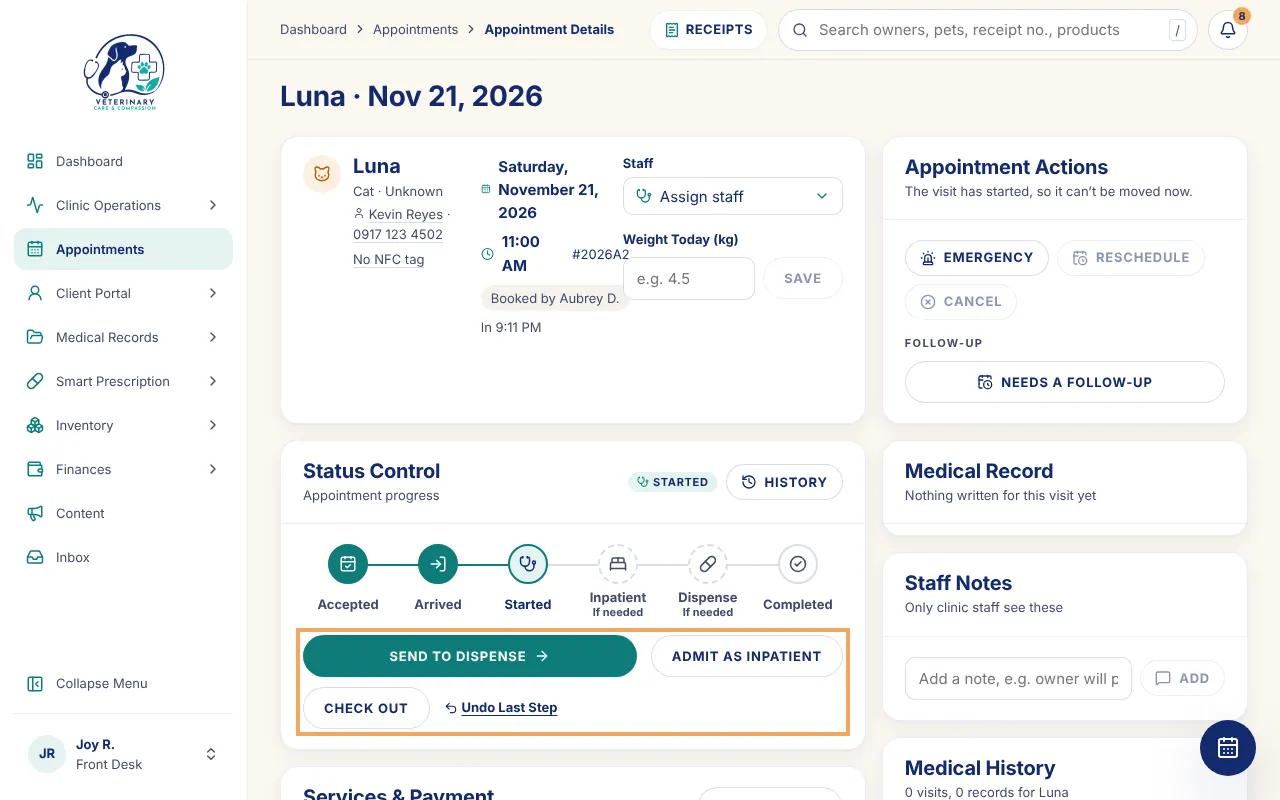 VETERINARY
CARE & COMPASSION
Dashboard
Clinic Operations
Appointments
Client Portal
Medical Records
Smart Prescription
Inventory
Finances
Content
Inbox
Collapse Menu
JR
Joy R.
Front Desk
Dashboard > Appointments > Appointment Details
RECEIPTS
Search owners, pets, receipt no., products
/
8
Luna · Nov 21, 2026
Luna
Cat · Unknown
Kevin Reyes ·
0917 123 4502
No NFC tag
Saturday,
November 21,
2026
11:00
AM
#2026A2
Booked by Aubrey D.
In 9:11 PM
Staff
Assign staff
Weight Today (kg)
e.g. 4.5
SAVE
Appointment Actions
The visit has started, so it can’t be moved now.
EMERGENCY
RESCHEDULE
CANCEL
FOLLOW-UP
NEEDS A FOLLOW-UP
Status Control
Appointment progress
STARTED
HISTORY
Accepted
Arrived
Started
Inpatient
If needed
Dispense
If needed
Completed
SEND TO DISPENSE →
ADMIT AS INPATIENT
CHECK OUT
Undo Last Step
Medical Record
Nothing written for this visit yet
Staff Notes
Only clinic staff see these
Add a note, e.g. owner will p
ADD
Medical History
0 visits, 0 records for Luna
Services & Payment